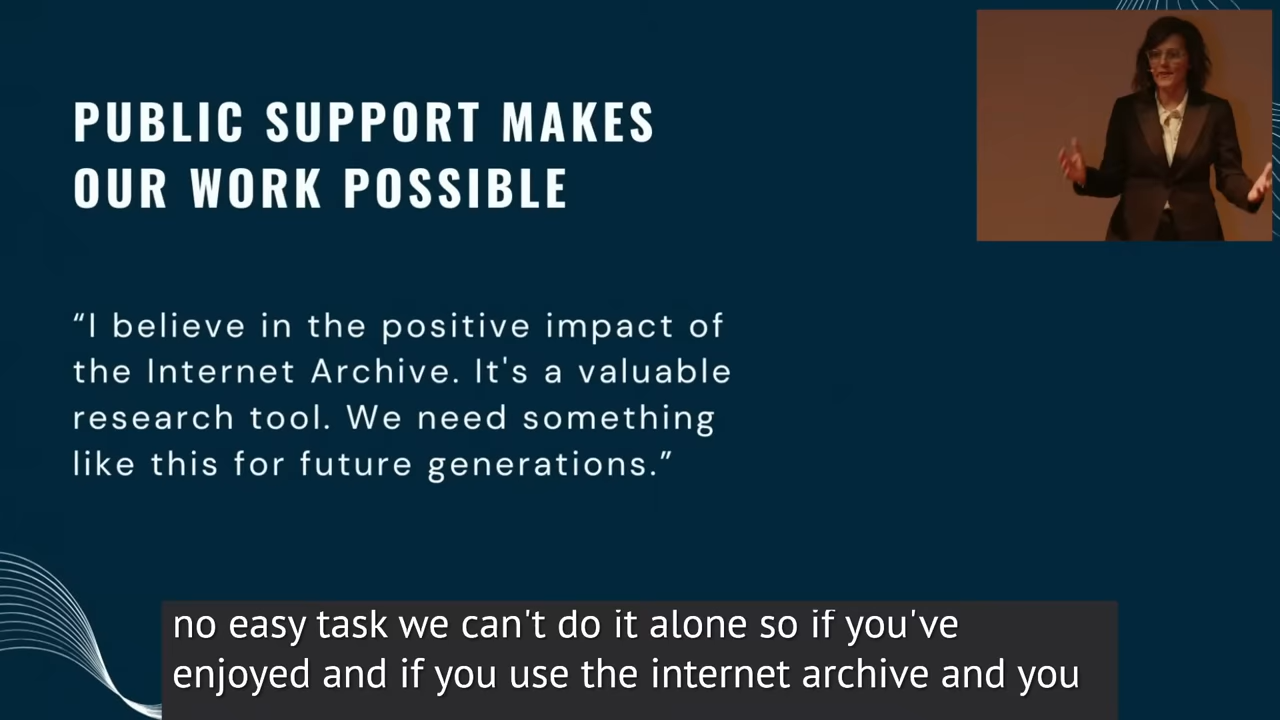 PUBLIC SUPPORT MAKES
OUR WORK POSSIBLE
“I believe in the positive impact of
the Internet Archive. It's a valuable
research tool. We need something
like this for future generations.”
no easy task we can't do it alone so if you've
enjoyed and if you use the internet archive and you